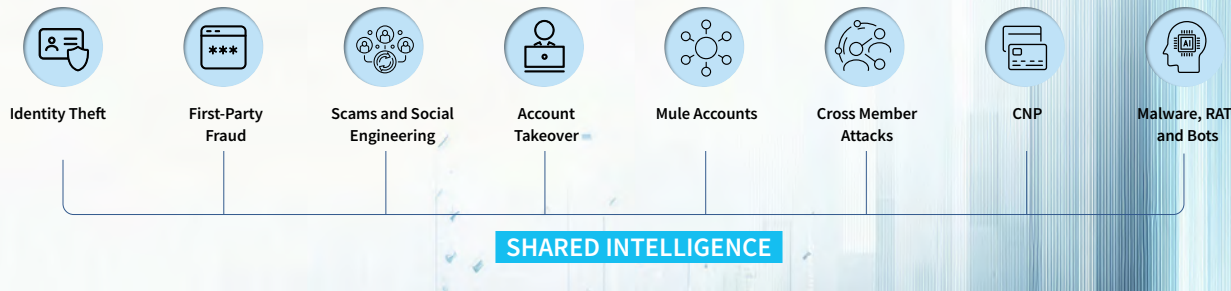 ***
AI
Identity Theft
First-Party
Fraud
Scams and Social
Engineering
Account
Takeover
Mule Accounts
Cross Member
Attacks
CNP
Malware, RAT
and Bots
SHARED INTELLIGENCE